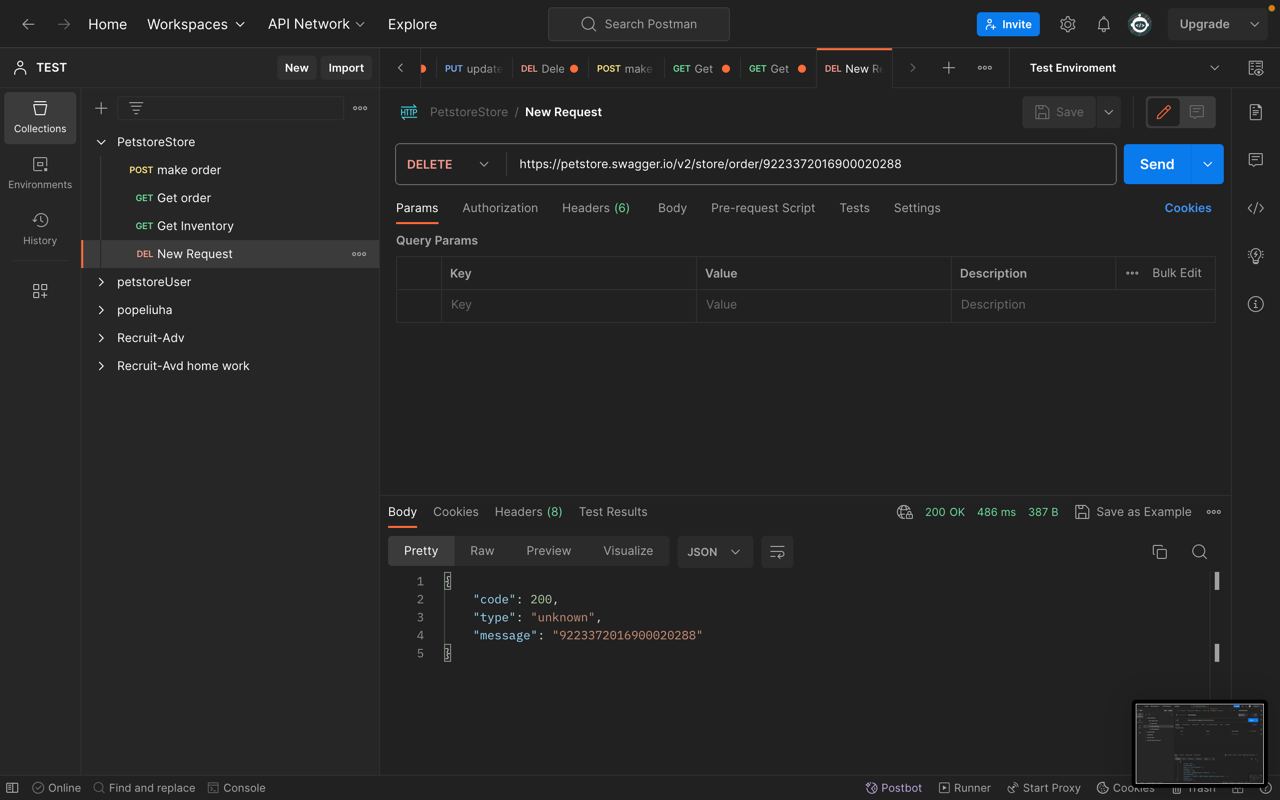 Home Workspaces API Network Explore Search Postman Invite Upgrade
TEST New Import
PUT update DEL Dele POST make GET Get GET Get DEL New Re Test Enviroment
Collections
Environments
History
PetstoreStore
POST make order
GET Get order
GET Get Inventory
DEL New Request
petstoreUser
popeliuha
Recruit-Adv
Recruit-Avd home work
HTTP PetstoreStore / New Request Save
DELETE https://petstore.swagger.io/v2/store/order/9223372016900020288 Send
Params Authorization Headers (6) Body Pre-request Script Tests Settings Cookies
Query Params
Key Value Description Bulk Edit
Key Value Description
Body Cookies Headers (8) Test Results 200 OK 486 ms 387 B Save as Example
Pretty Raw Preview Visualize JSON
1 {
2 "code": 200,
3 "type": "unknown",
4 "message": "9223372016900020288"
5 }
Online Find and replace Console Postbot Runner Start Proxy Cookies Trash